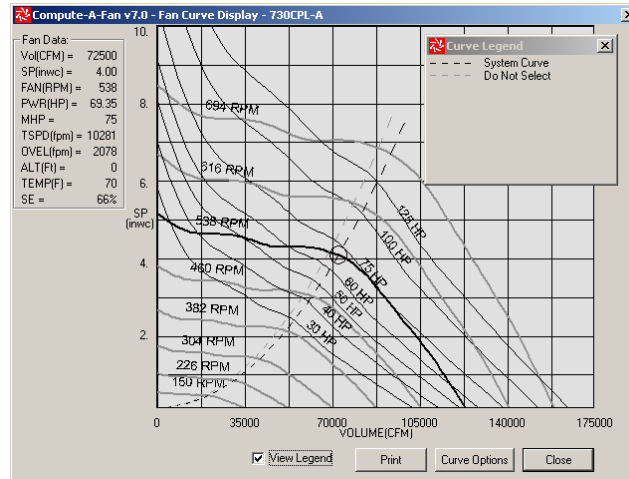 Compute-A-Fan v7.0 - Fan Curve Display - 730CPL-A
Fan Data:
Vol(CFM) = 72500
SP(inwc) = 4.00
FAN(RPM) = 538
PWR(HP) = 69.35
MHP = 75
TSPD(fpm) = 10281
OVEL(fpm) = 2078
ALT(Ft) = 0
TEMP(F) = 70
SE = 66%
Curve Legend
System Curve
Do Not Select
10.
8.
6.
SP
(inwc)
4.
2.
694 RPM
616 RPM
538 RPM
460 RPM
382 RPM
304 RPM
226 RPM
150 RPM
125 HP
100 HP
75 HP
60 HP
50 HP
40 HP
30 HP
0 35000 70000 105000 140000 175000
VOLUME(CFM)
View Legend Print Curve Options Close